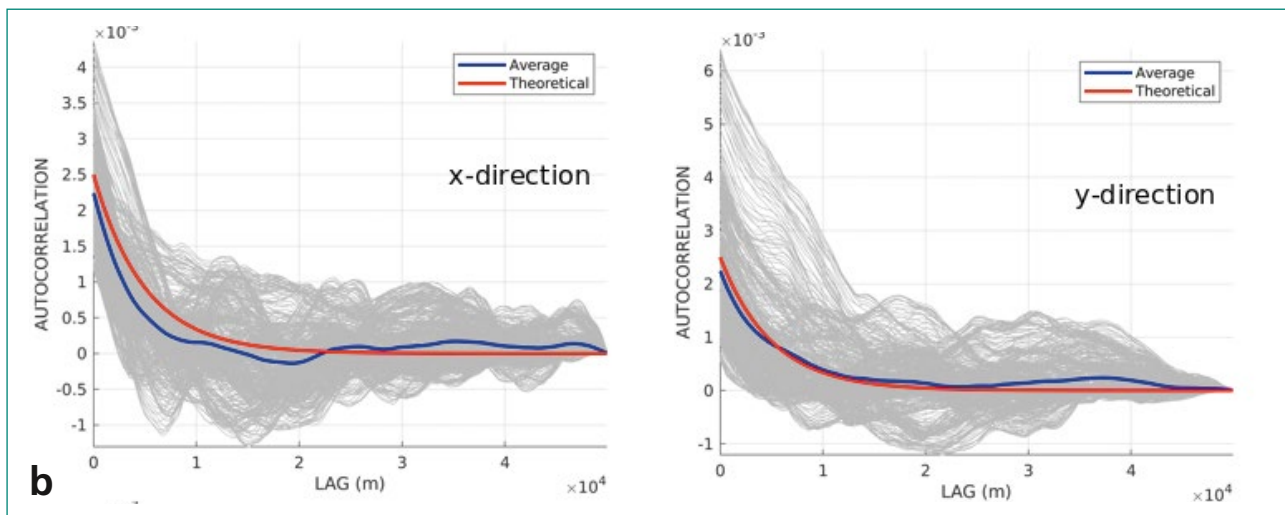 ×10⁻³
4
3.5
3
2.5
2
1.5
1
0.5
0
-0.5
-1
AUTOCORRELATION
Average
Theoretical
x-direction
0 1 2 3 4
LAG (m)
×10⁴
b
×10⁻³
6
5
4
3
2
1
0
-1
AUTOCORRELATION
Average
Theoretical
y-direction
0 1 2 3 4
LAG (m)
×10⁴